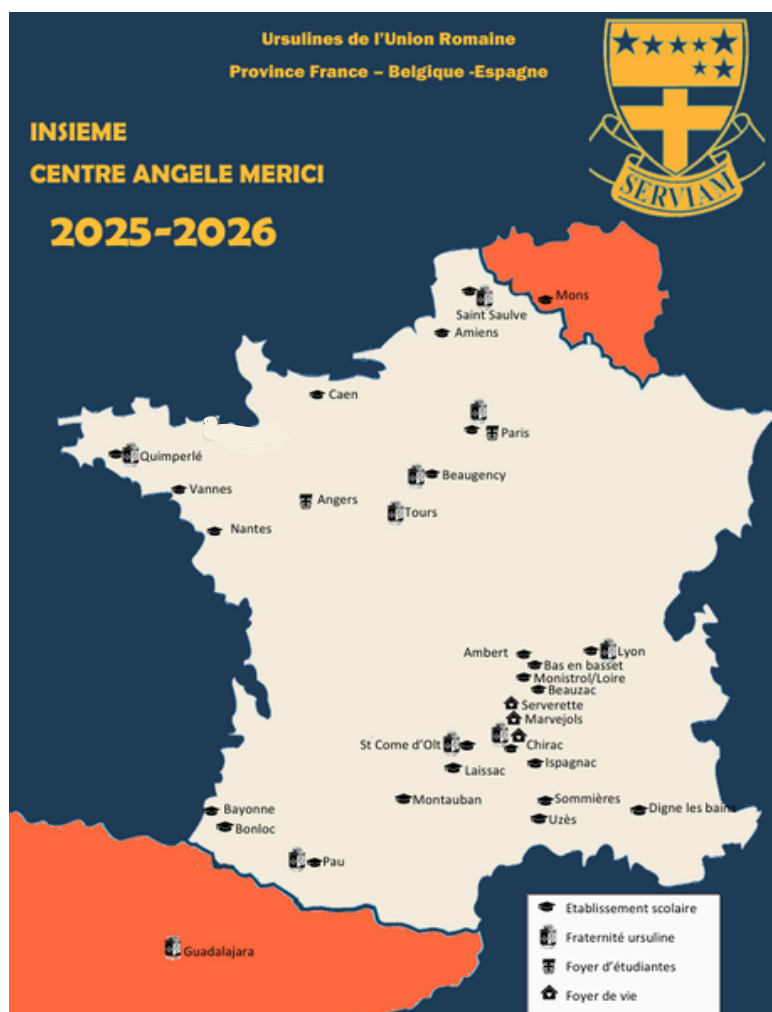 Ursulines de l'Union Romaine
Province France – Belgique -Espagne
INSIEME
CENTRE ANGELE MERICI
2025-2026
SERVIAM
Mons
Saint Saulve
Amiens
Caen
Paris
Quimperlé
Beaugency
Vannes
Angers
Tours
Nantes
Ambert
Lyon
Bas en basset
Monistrol/Loire
Beauzac
Serverette
Marvejols
St Come d'Olt
Chirac
Ispagnac
Laissac
Montauban
Sommières
Digne les bains
Bayonne
Uzès
Bonloc
Pau
Guadalajara
Etablissement scolaire
Fraternité ursuline
Foyer d'étudiantes
Foyer de vie